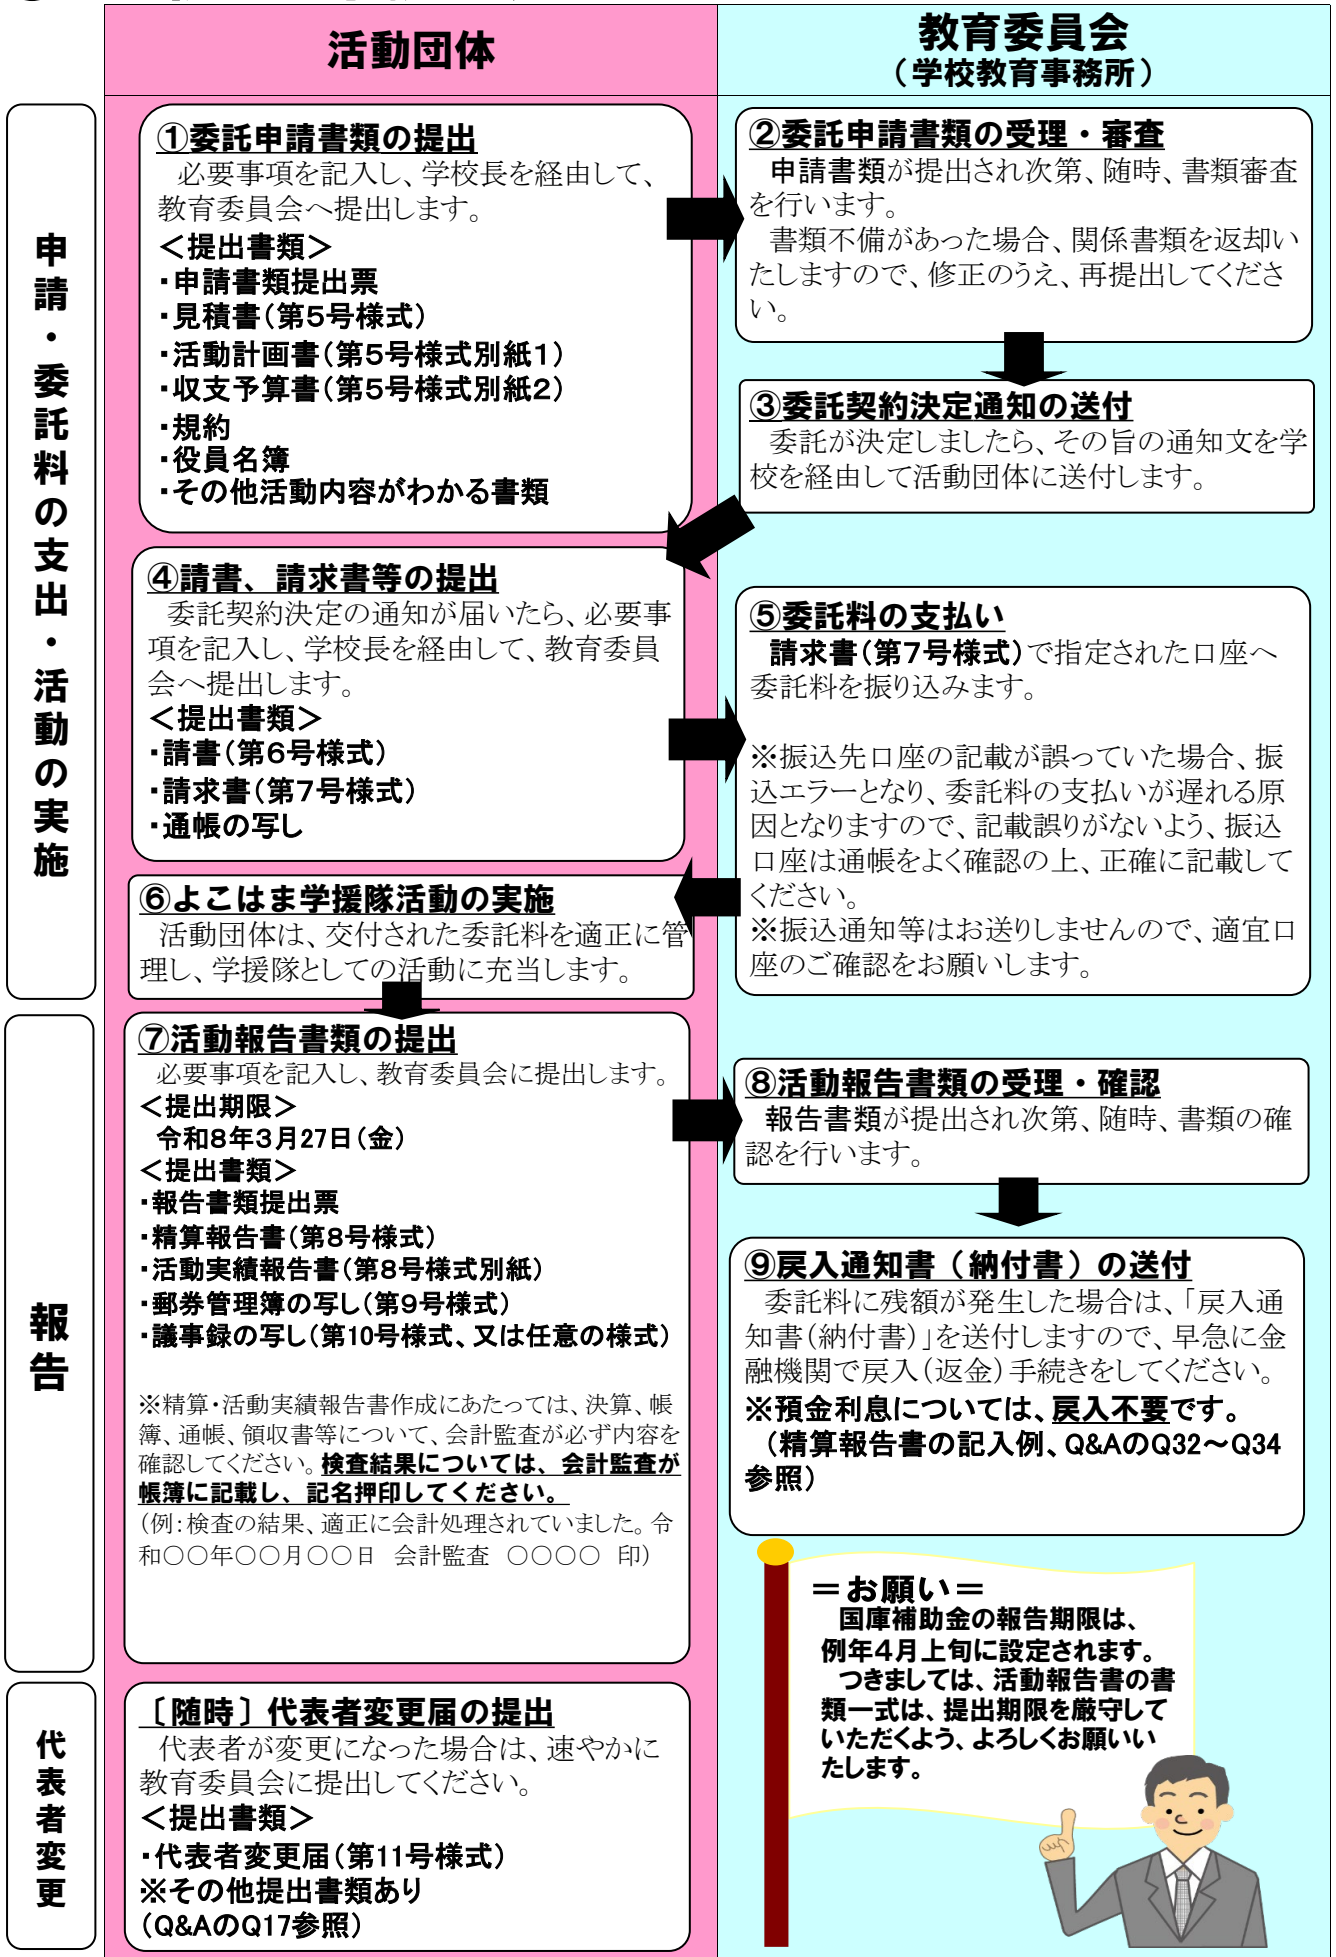 活動団体
教育委員会
（学校教育事務所）
申請・委託料の支出・活動の実施
①委託申請書類の提出
必要事項を記入し、学校長を経由して、
教育委員会へ提出します。
＜提出書類＞
・申請書類提出票
・見積書（第5号様式）
・活動計画書（第5号様式別紙1）
・収支予算書（第5号様式別紙2）
・規約
・役員名簿
・その他活動内容がわかる書類
②委託申請書類の受理・審査
申請書類が提出され次第、随時、書類審査
を行います。
書類不備があった場合、関係書類を返却い
たしますので、修正のうえ、再提出してくださ
い。
③委託契約決定通知の送付
委託が決定しましたら、その旨の通知文を学
校を経由して活動団体に送付します。
④請書、請求書等の提出
委託契約決定の通知が届いたら、必要事
項を記入し、学校長を経由して、教育委員
会へ提出します。
＜提出書類＞
・請書（第6号様式）
・請求書（第7号様式）
・通帳の写し
⑤委託料の支払い
請求書（第7号様式）で指定された口座へ
委託料を振り込みます。
※振込先口座の記載が誤っていた場合、振
込エラーとなり、委託料の支払いが遅れる原
因となりますので、記載誤りがないよう、振込
口座は通帳をよく確認の上、正確に記載して
ください。
※振込通知等はお送りしませんので、適宜口
座のご確認をお願いします。
⑥よこはま学援隊活動の実施
活動団体は、交付された委託料を適正に管
理し、学援隊としての活動に充当します。
報告
⑦活動報告書類の提出
必要事項を記入し、教育委員会に提出します。
＜提出期限＞
令和8年3月27日（金）
＜提出書類＞
・報告書類提出票
・精算報告書（第8号様式）
・活動実績報告書（第8号様式別紙）
・郵券管理簿の写し（第9号様式）
・議事録の写し（第10号様式、又は任意の様式）
※精算・活動実績報告書作成にあたっては、決算、帳
簿、通帳、領収書等について、会計監査が必ず内容を
確認してください。検査結果については、会計監査が
帳簿に記載し、記名押印してください。
（例：検査の結果、適正に会計処理されていました。令
和〇〇年〇〇月〇〇日　会計監査　〇〇〇〇　印）
⑧活動報告書類の受理・確認
報告書類が提出され次第、随時、書類の確
認を行います。
⑨戻入通知書（納付書）の送付
委託料に残額が発生した場合は、「戻入通
知書（納付書）」を送付しますので、早急に金
融機関で戻入（返金）手続きをしてください。
※預金利息については、戻入不要です。
（精算報告書の記入例、Q&AのQ32～Q34
参照）
＝お願い＝
国庫補助金の報告期限は、
例年4月上旬に設定されます。
つきましては、活動報告書の書
類一式は、提出期限を厳守して
いただくよう、よろしくお願いい
たします。
代表者変更
〔随時〕代表者変更届の提出
代表者が変更になった場合は、速やかに
教育委員会に提出してください。
＜提出書類＞
・代表者変更届（第11号様式）
※その他提出書類あり
（Q&AのQ17参照）